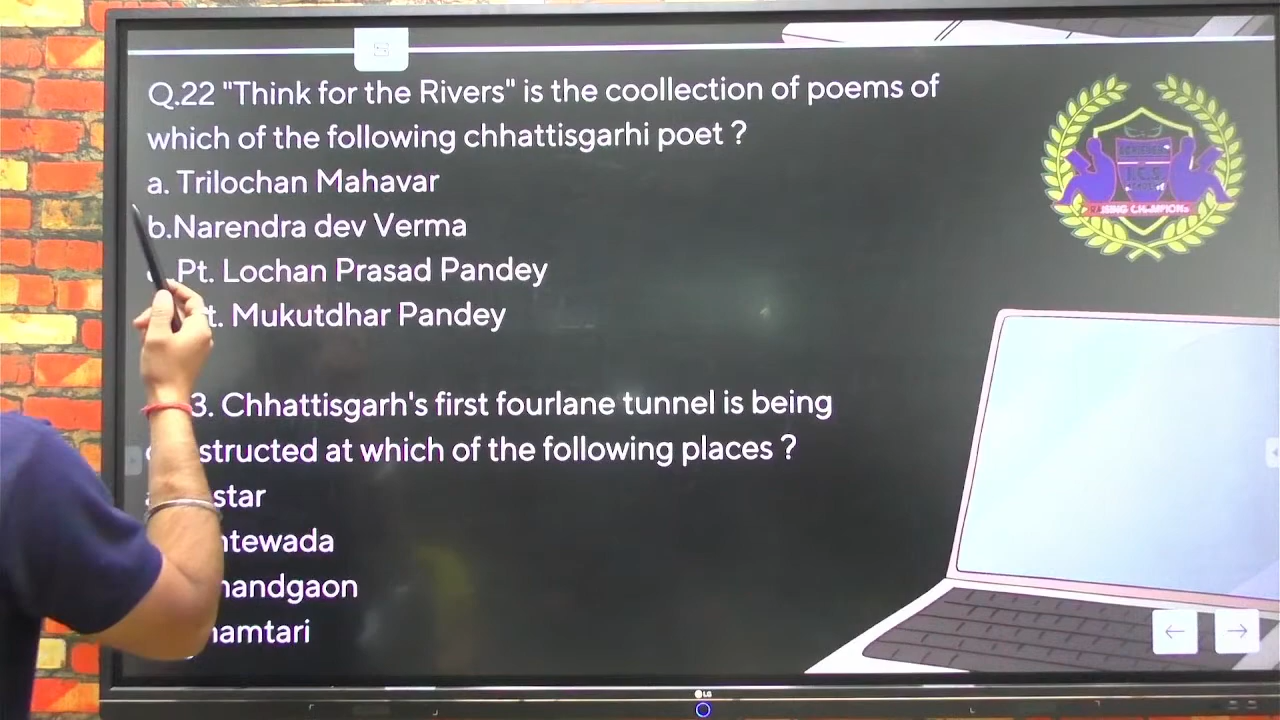 Q.22 "Think for the Rivers" is the coollection of poems of
which of the following chhattisgarhi poet ?
a. Trilochan Mahavar
b.Narendra dev Verma
Pt. Lochan Prasad Pandey
t. Mukutdhar Pandey
3. Chhattisgarh's first fourlane tunnel is being
structed at which of the following places ?
star
ntewada
nandgaon
hamtari
I.C.S.
LG